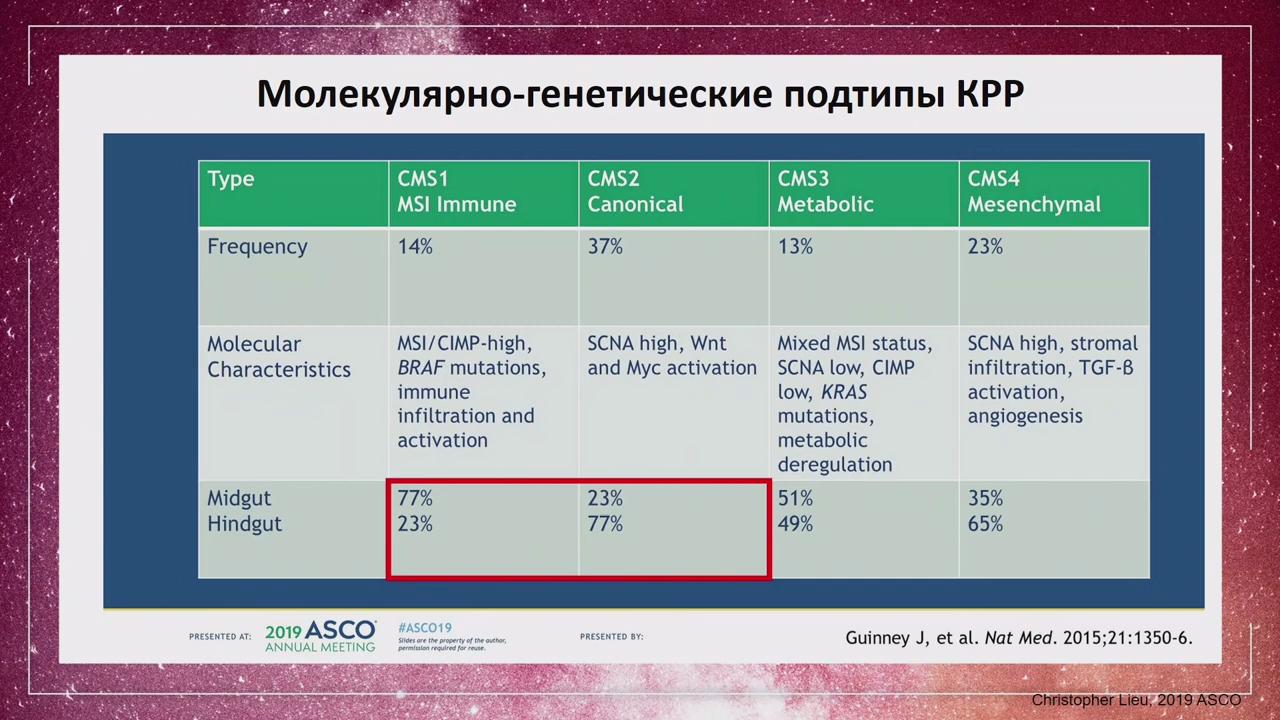 Молекулярно-генетические подтипы КРР
Type
CMS1
MSI Immune
CMS2
Canonical
CMS3
Metabolic
CMS4
Mesenchymal
Frequency
14%
37%
13%
23%
Molecular
Characteristics
MSI/CIMP-high,
BRAF mutations,
immune
infiltration and
activation
SCNA high, Wnt
and Myc activation
Mixed MSI status,
SCNA low, CIMP
low, KRAS
mutations,
metabolic
deregulation
SCNA high, stromal
infiltration, TGF-ß
activation,
angiogenesis
Midgut
Hindgut
77%
23%
23%
77%
51%
49%
35%
65%
PRESENTED AT:
2019 ASCO
ANNUAL MEETING
#ASCO19
Slides are the property of the author,
permission required for reuse.
PRESENTED BY:
Guinney J, et al. Nat Med. 2015;21:1350-6.
Christopher Lieu, 2019 ASCO